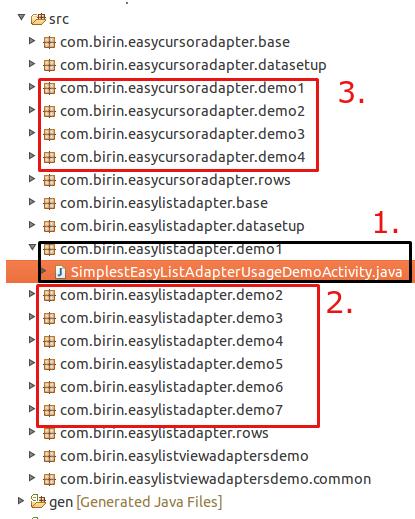 src
com.birin.easycursoradapter.base
com.birin.easycursoradapter.datasetup
com.birin.easycursoradapter.demo1
3.
com.birin.easycursoradapter.demo2
com.birin.easycursoradapter.demo3
com.birin.easycursoradapter.demo4
com.birin.easycursoradapter.rows
com.birin.easylistadapter.base
com.birin.easylistadapter.datasetup
1.
com.birin.easylistadapter.demo1
SimplestEasyListAdapterUsageDemoActivity.java
com.birin.easylistadapter.demo2
2.
com.birin.easylistadapter.demo3
com.birin.easylistadapter.demo4
com.birin.easylistadapter.demo5
com.birin.easylistadapter.demo6
com.birin.easylistadapter.demo7
com.birin.easylistadapter.rows
com.birin.easylistviewadaptersdemo
com.birin.easylistviewadaptersdemo.common
gen [Generated Java Files]